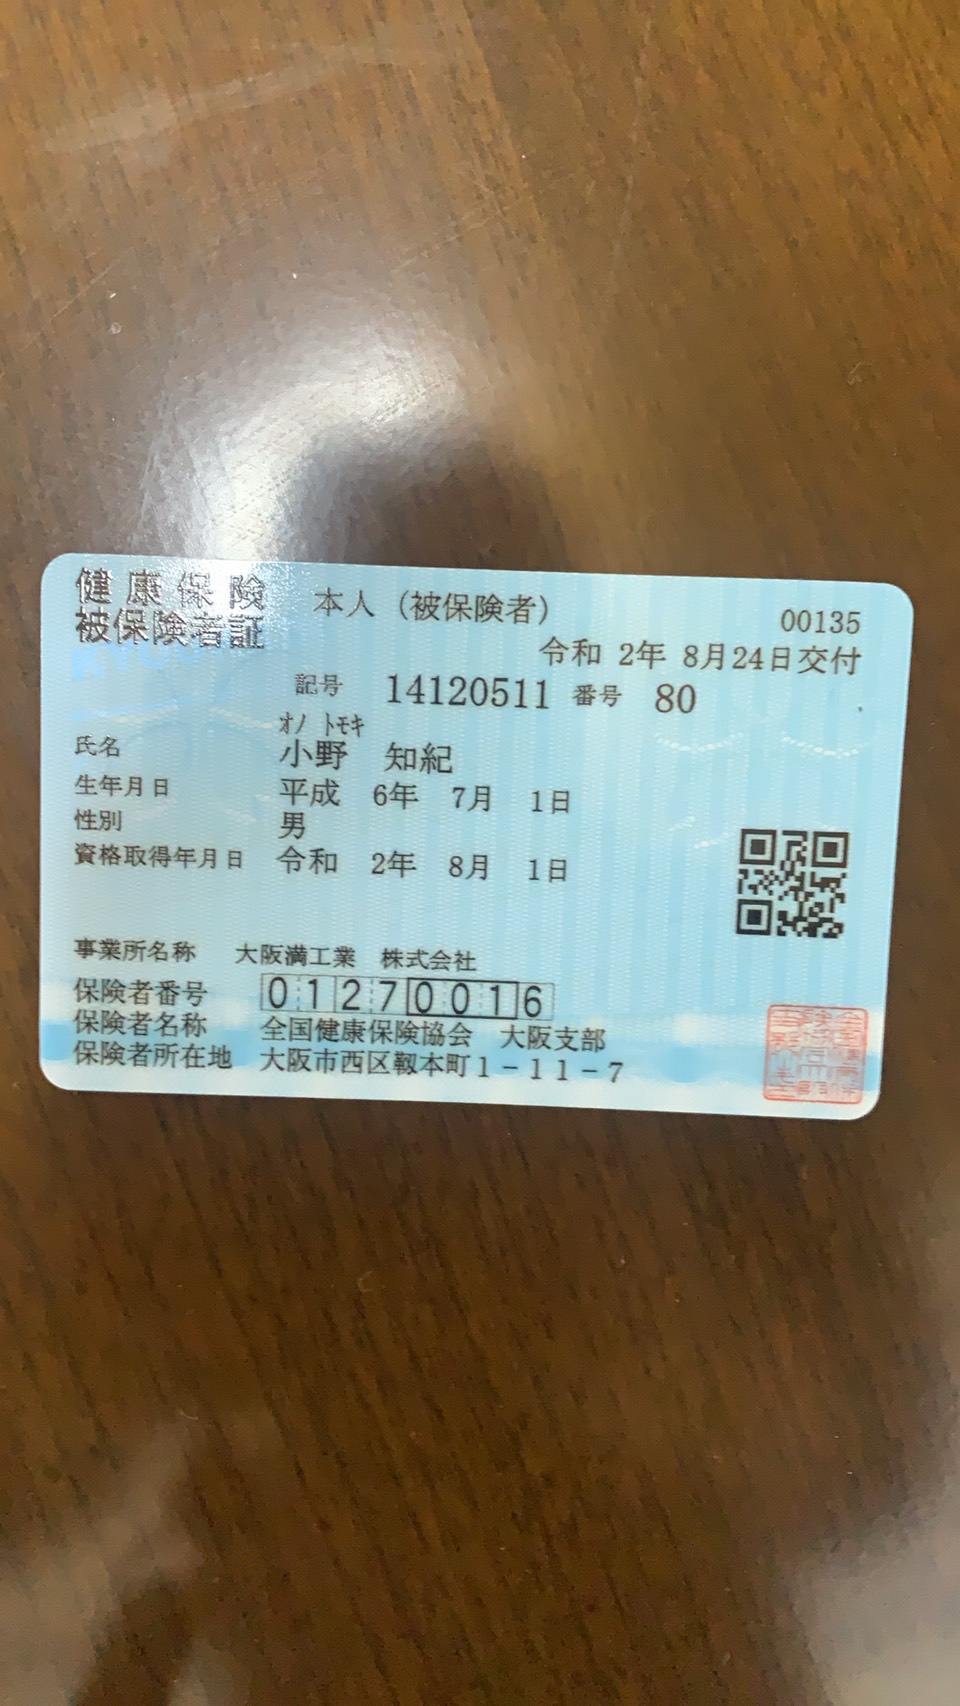 健康保険
被保険者証
本人（被保険者）
00135
令和 2年 8月24日交付
記号 14120511 番号 80
ｵﾉ ﾄﾓｷ
氏名 小野 知紀
生年月日 平成 6年 7月 1日
性別 男
資格取得年月日 令和 2年 8月 1日
事業所名称 大阪満工業 株式会社
保険者番号 01270016
保険者名称 全国健康保険協会 大阪支部
保険者所在地 大阪市西区靱本町1－11－7